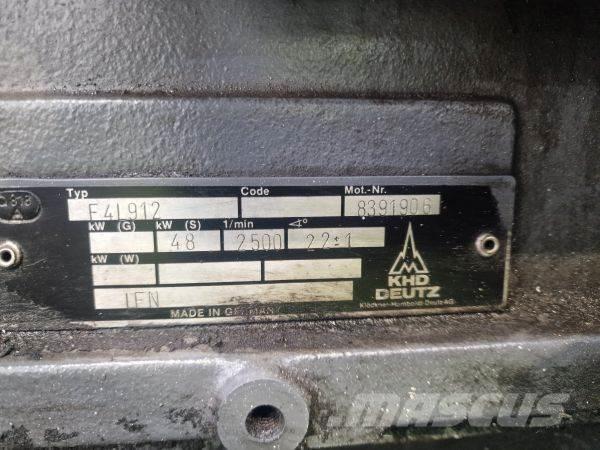 Typ Code Mot.-Nr.
F4L912 8391906
kW (G) kW (S) 1/min ∢°
48 2500 22±1
kW (W)
KHD
DEUTZ
Klöckner-Humboldt-Deutz AG
MADE IN GERMANY
MASCUS